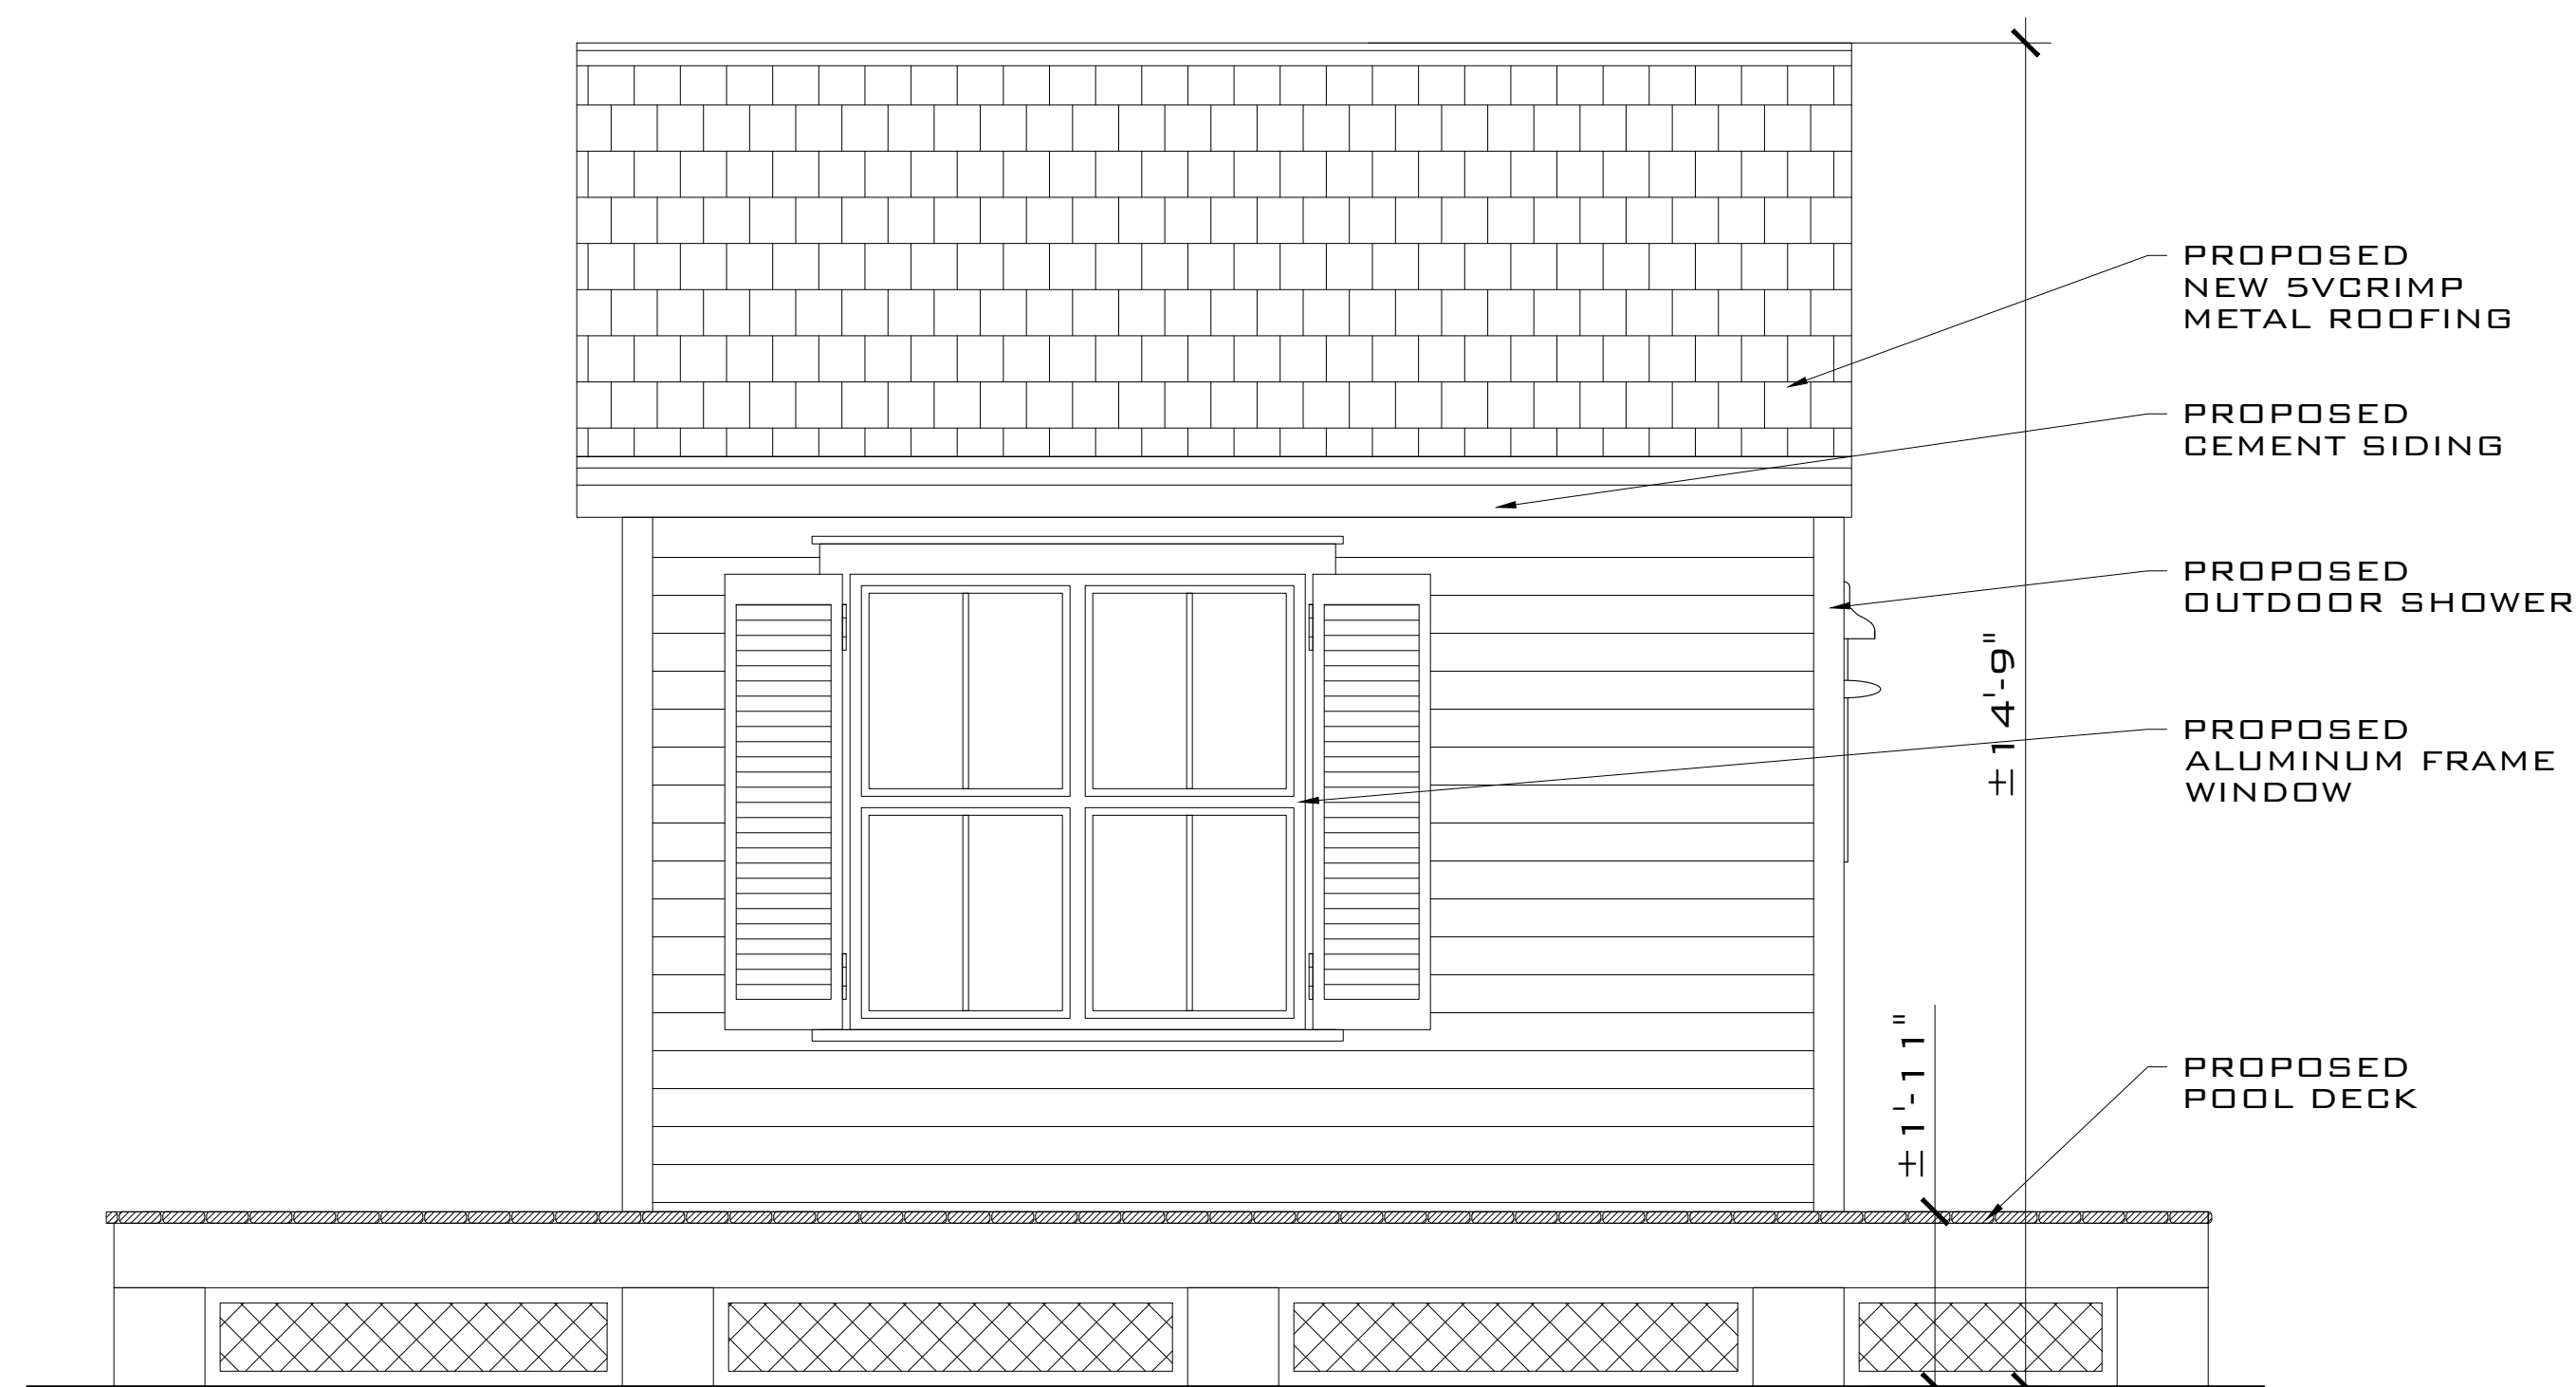 PROPOSED
NEW 5VCRIMP
METAL ROOFING
PROPOSED
CEMENT SIDING
PROPOSED
OUTDOOR SHOWER
±14'-9"
PROPOSED
ALUMINUM FRAME
WINDOW
±1'-11"
PROPOSED
POOL DECK